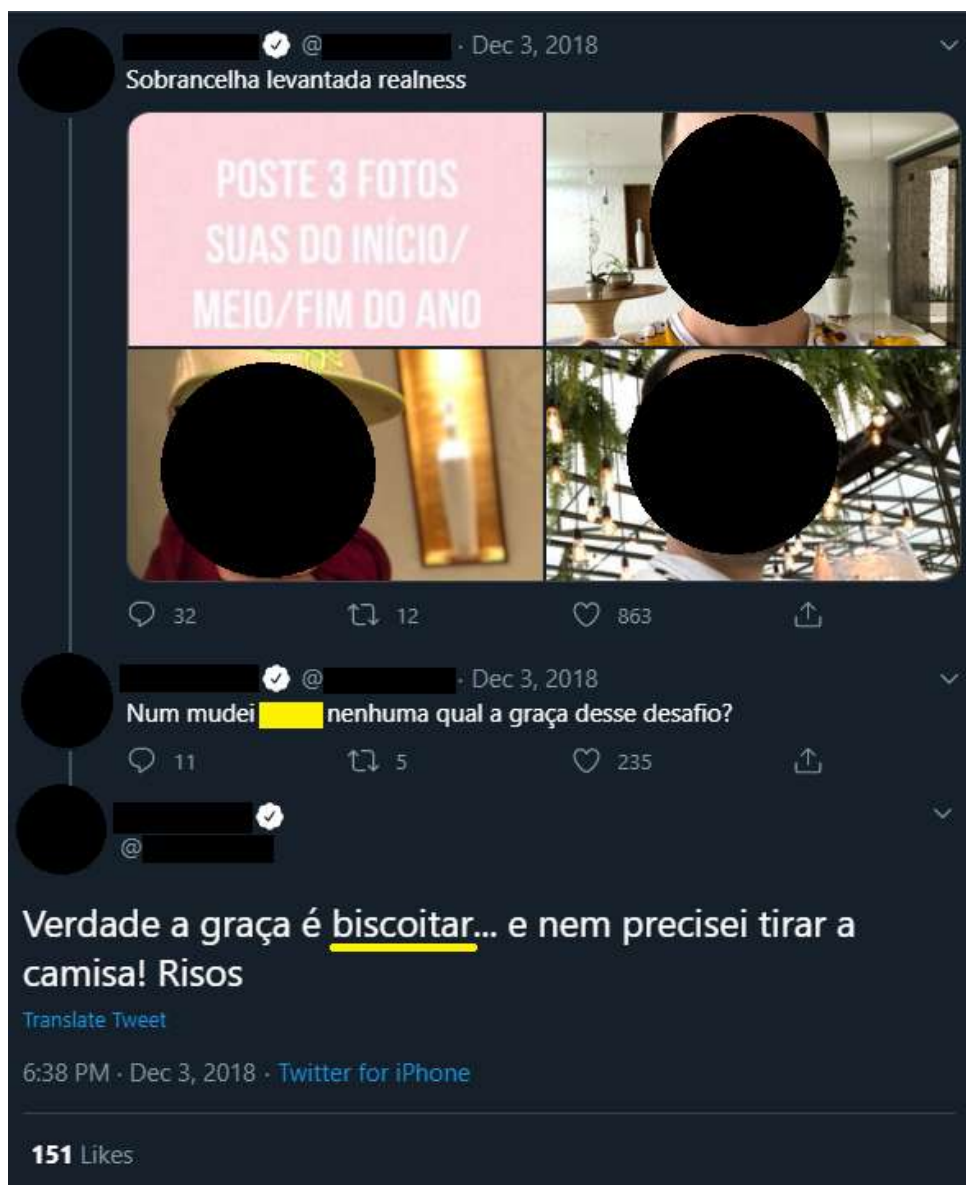 @ · Dec 3, 2018
Sobrancelha levantada realness
POSTE 3 FOTOS
SUAS DO INÍCIO/
MEIO/FIM DO ANO
32 12 863
@ · Dec 3, 2018
Num mudei nenhuma qual a graça desse desafio?
11 5 235
@
Verdade a graça é biscoitar... e nem precisei tirar a
camisa! Risos
Translate Tweet
6:38 PM · Dec 3, 2018 · Twitter for iPhone
151 Likes